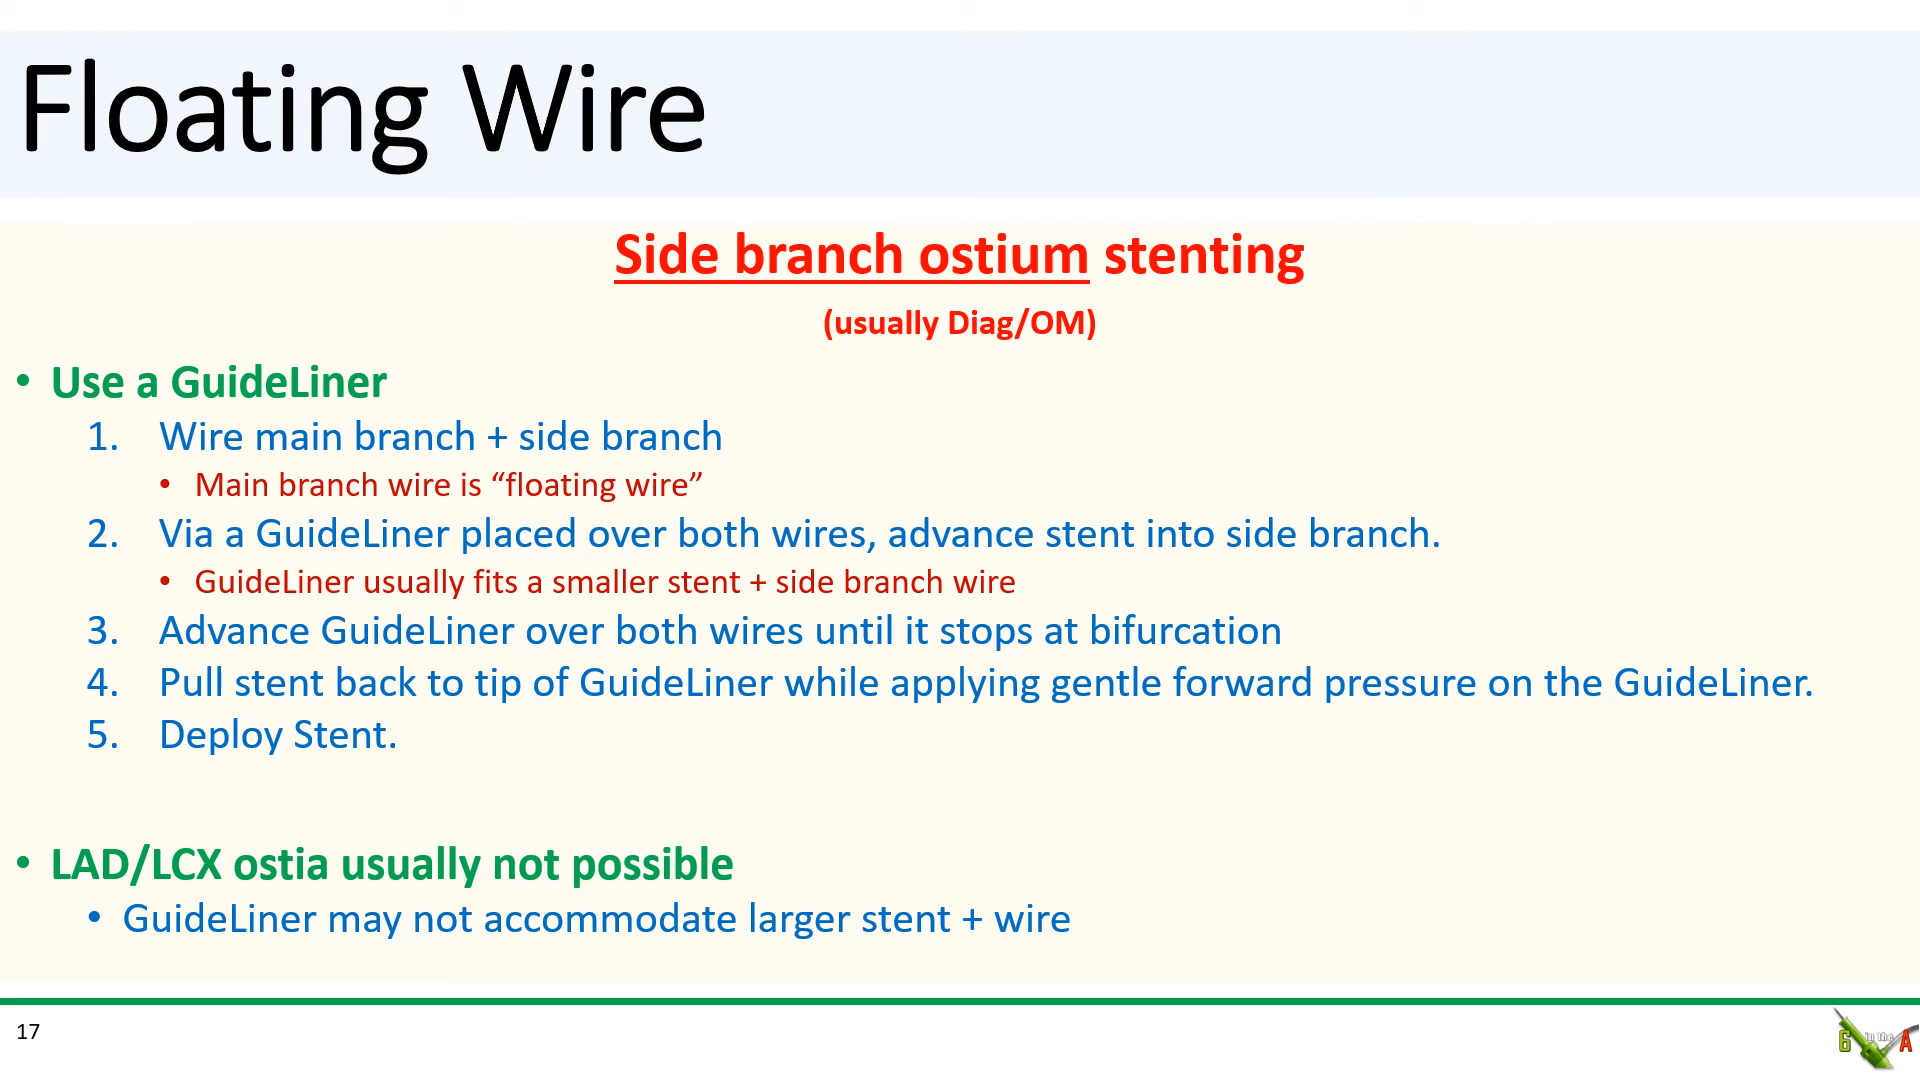 Floating Wire
Side branch ostium stenting
(usually Diag/OM)
• Use a GuideLiner
1. Wire main branch + side branch
• Main branch wire is “floating wire”
2. Via a GuideLiner placed over both wires, advance stent into side branch.
• GuideLiner usually fits a smaller stent + side branch wire
3. Advance GuideLiner over both wires until it stops at bifurcation
4. Pull stent back to tip of GuideLiner while applying gentle forward pressure on the GuideLiner.
5. Deploy Stent.
• LAD/LCX ostia usually not possible
• GuideLiner may not accommodate larger stent + wire
17
6 in the A